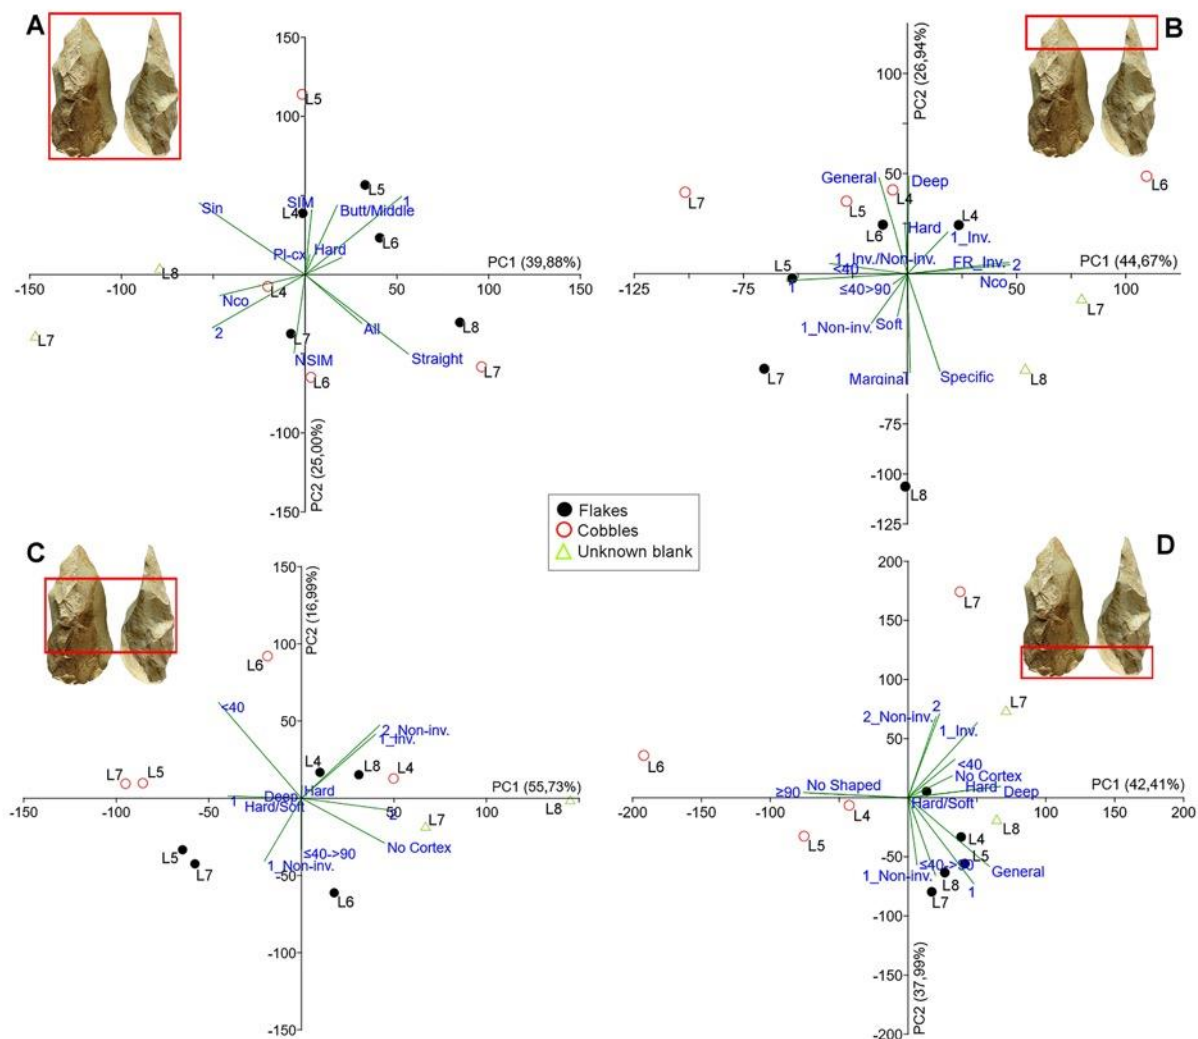 A
150
100
L5
L5
SIM
1
Sin
L4
Butt/Middle
L6
Pl-cx
Hard
PC1 (39,88%)
L8
-150
-100
L4
50
100
150
Nco
2
All
L8
L7
L7
NSIM
Straight
L6
L7
-100
PC2 (25,00%)
-150
B
PC2 (26,94%)
100
50
General
Deep
L6
L7
L5
L4
L4
L6
Hard
1_Inv.
L5
1_Inv./Non-inv.
FR_Inv.
2
PC1 (44,67%)
<40
1
≤40>90
Nco
-125
-75
50
100
L7
1_Non-inv.
Soft
L7
Marginal
Specific
L8
-75
-100
L8
-125
Flakes
Cobbles
Unknown blank
C
150
PC2 (16,99%)
100
L6
<40
50
2_Non-inv.
1_Inv.
L4
L8
L4
L7
L5
Hard
PC1 (55,73%)
Deep
1
Hard/Soft
L8
-150
-100
-50
50
100
2
L7
No Cortex
L5
L7
≤40->90
1_Non-inv.
-50
L6
-100
-150
D
200
L7
150
100
L7
2
2_Non-inv.
1_Inv.
50
L6
<40
No Cortex
PC1 (42,41%)
No Shaped
Hard
≥90
Deep
Hard/Soft
-200
-100
100
200
L4
L8
L5
L4
L5
-50
≤40->90
General
1_Non-inv.
L8
1
L7
-100
PC2 (37,99%)
-150
-200